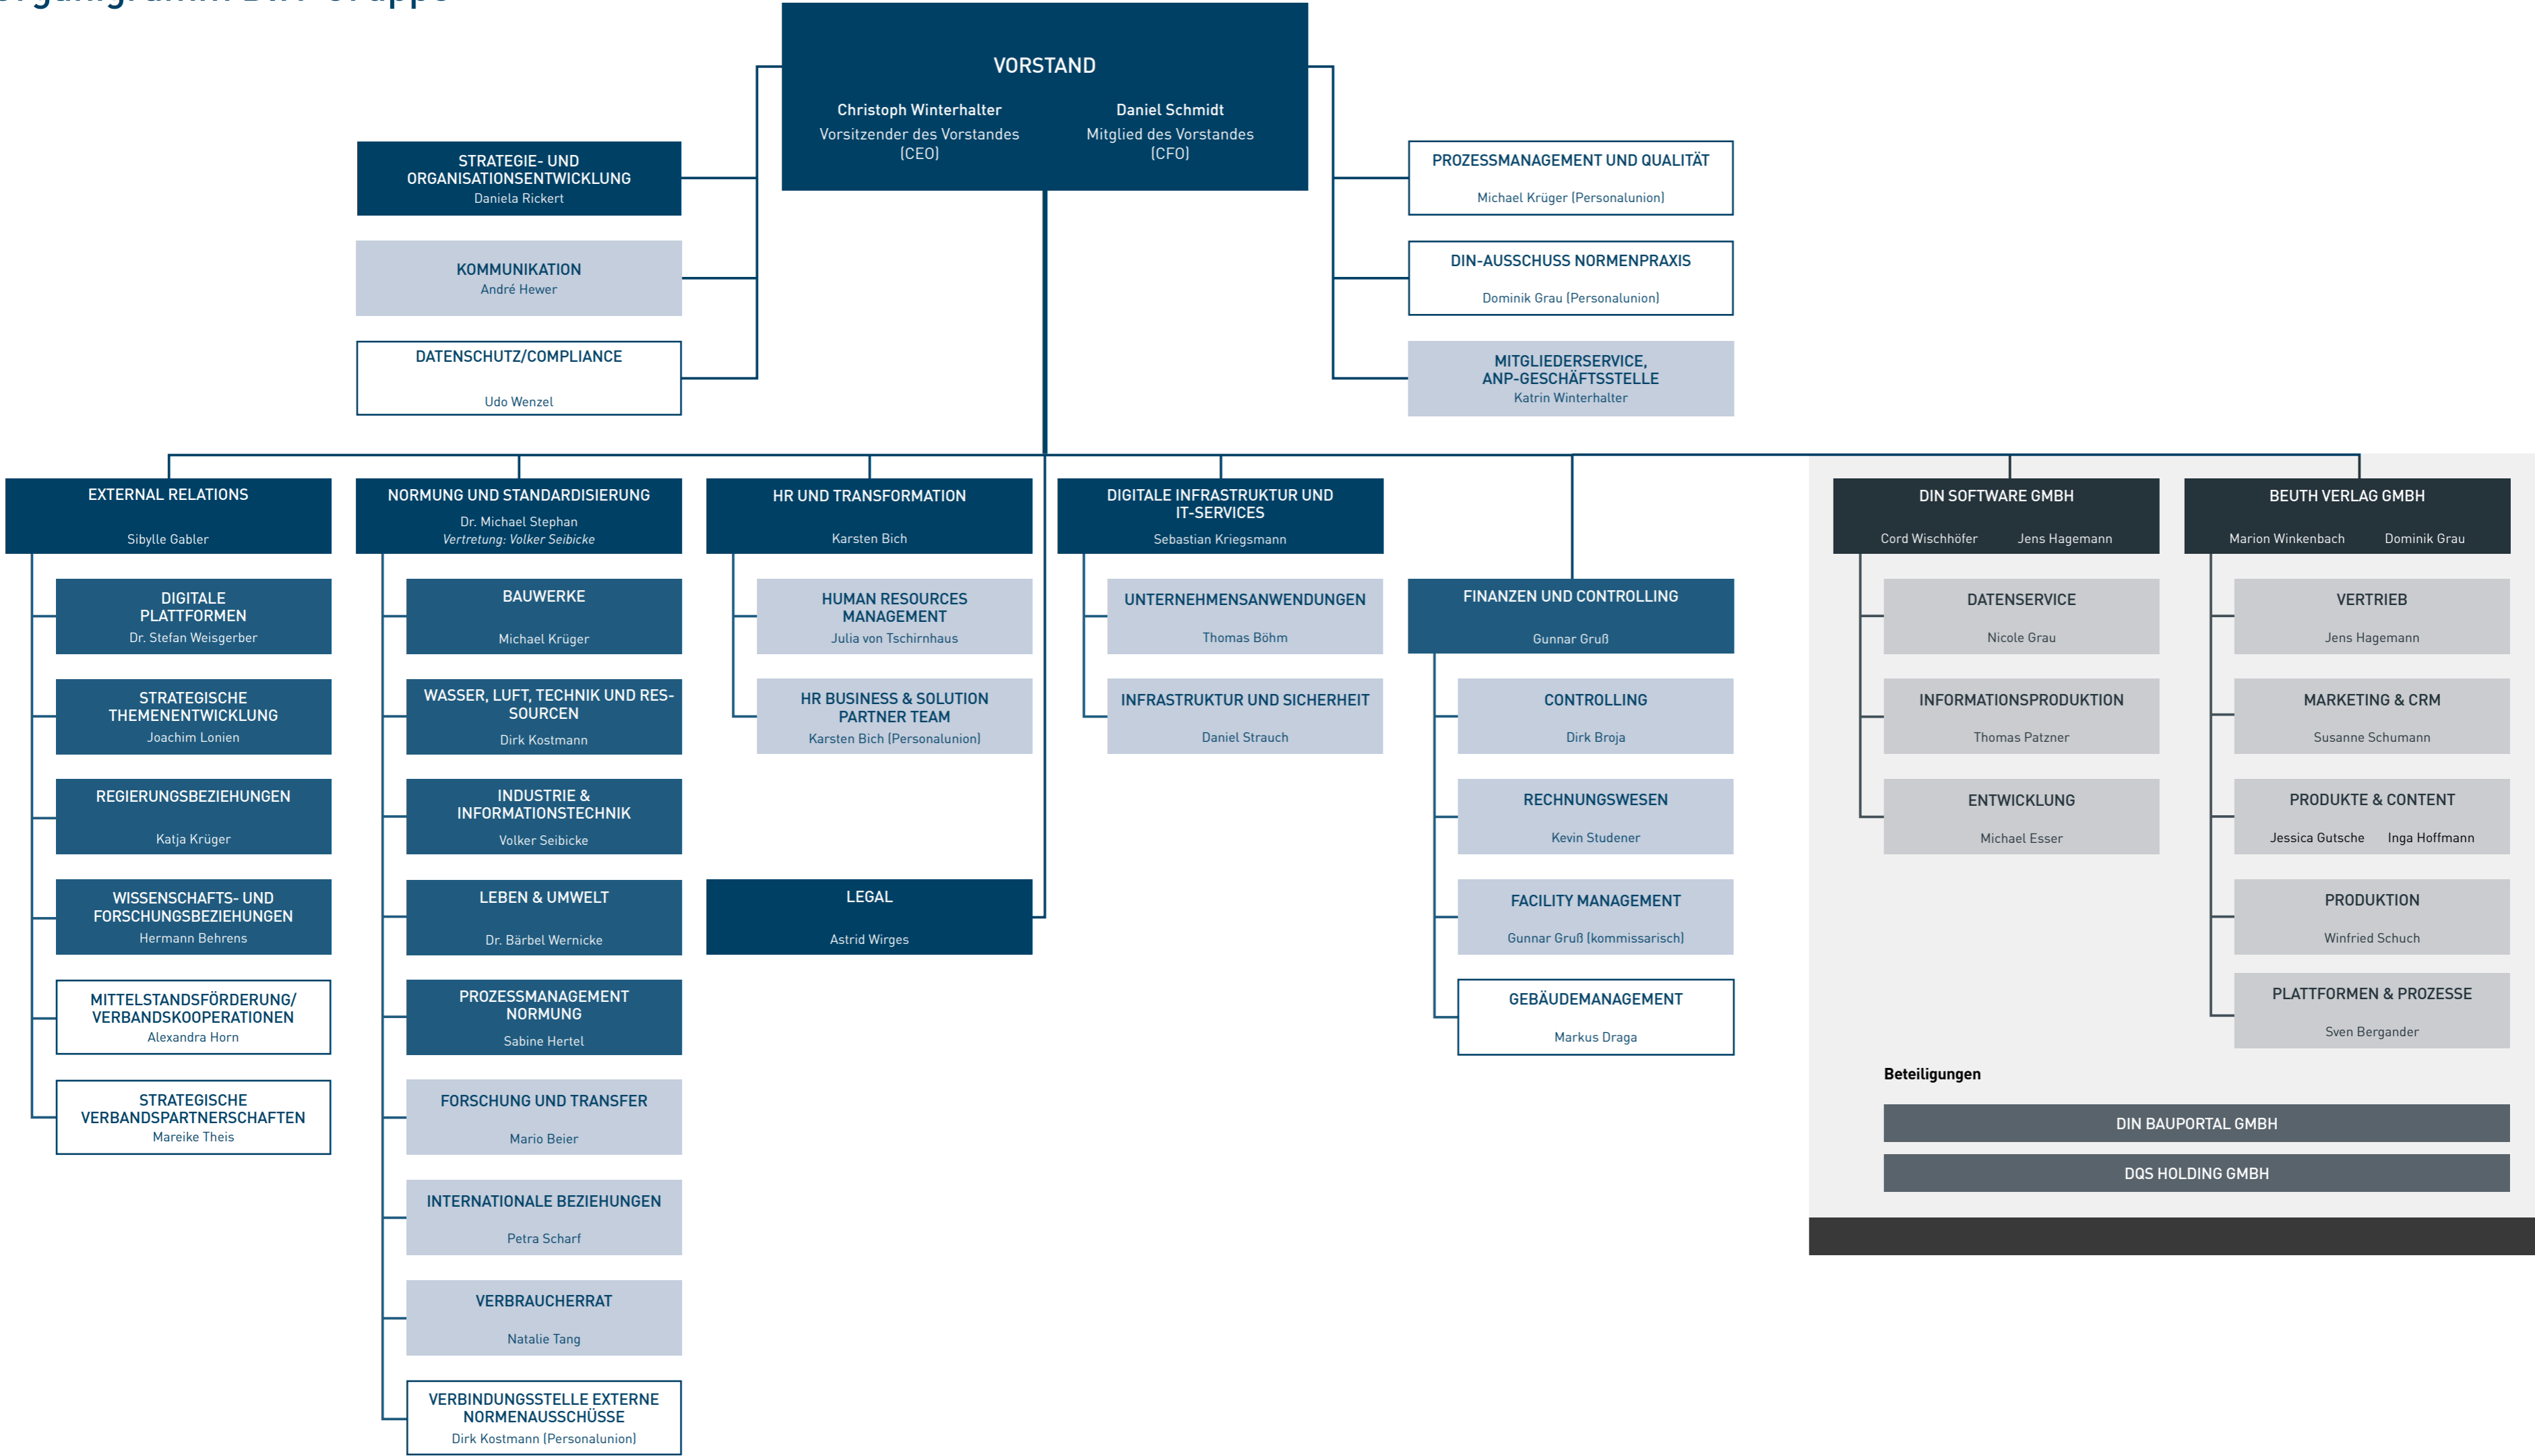 Organigramm DIN-Gruppe
VORSTAND
Christoph Winterhalter
Vorsitzender des Vorstandes
(CEO)
Daniel Schmidt
Mitglied des Vorstandes
(CFO)
STRATEGIE- UND
ORGANISATIONSENTWICKLUNG
Daniela Rickert
KOMMUNIKATION
André Hewer
DATENSCHUTZ/COMPLIANCE
Udo Wenzel
PROZESSMANAGEMENT UND QUALITÄT
Michael Krüger (Personalunion)
DIN-AUSSCHUSS NORMENPRAXIS
Dominik Grau (Personalunion)
MITGLIEDERSERVICE,
ANP-GESCHÄFTSSTELLE
Katrin Winterhalter
EXTERNAL RELATIONS
Sibylle Gabler
DIGITALE
PLATTFORMEN
Dr. Stefan Weisgerber
STRATEGISCHE
THEMENENTWICKLUNG
Joachim Lonien
REGIERUNGSBEZIEHUNGEN
Katja Krüger
WISSENSCHAFTS- UND
FORSCHUNGSBEZIEHUNGEN
Hermann Behrens
MITTELSTANDSFÖRDERUNG/
VERBANDSKOOPERATIONEN
Alexandra Horn
STRATEGISCHE
VERBANDSPARTNERSCHAFTEN
Mareike Theis
NORMUNG UND STANDARDISIERUNG
Dr. Michael Stephan
Vertretung: Volker Seibicke
BAUWERKE
Michael Krüger
WASSER, LUFT, TECHNIK UND RES-
SOURCEN
Dirk Kostmann
INDUSTRIE &
INFORMATIONSTECHNIK
Volker Seibicke
LEBEN & UMWELT
Dr. Bärbel Wernicke
PROZESSMANAGEMENT
NORMUNG
Sabine Hertel
FORSCHUNG UND TRANSFER
Mario Beier
INTERNATIONALE BEZIEHUNGEN
Petra Scharf
VERBRAUCHERRAT
Natalie Tang
VERBINDUNGSSTELLE EXTERNE
NORMENAUSSCHÜSSE
Dirk Kostmann (Personalunion)
HR UND TRANSFORMATION
Karsten Bich
HUMAN RESOURCES
MANAGEMENT
Julia von Tschirnhaus
HR BUSINESS & SOLUTION
PARTNER TEAM
Karsten Bich (Personalunion)
LEGAL
Astrid Wirges
DIGITALE INFRASTRUKTUR UND
IT-SERVICES
Sebastian Kriegsmann
UNTERNEHMENSANWENDUNGEN
Thomas Böhm
INFRASTRUKTUR UND SICHERHEIT
Daniel Strauch
FINANZEN UND CONTROLLING
Gunnar Gruß
CONTROLLING
Dirk Broja
RECHNUNGSWESEN
Kevin Studener
FACILITY MANAGEMENT
Gunnar Gruß (kommissarisch)
GEBÄUDEMANAGEMENT
Markus Draga
DIN SOFTWARE GMBH
Cord Wischhöfer Jens Hagemann
DATENSERVICE
Nicole Grau
INFORMATIONSPRODUKTION
Thomas Patzner
ENTWICKLUNG
Michael Esser
BEUTH VERLAG GMBH
Marion Winkenbach Dominik Grau
VERTRIEB
Jens Hagemann
MARKETING & CRM
Susanne Schumann
PRODUKTE & CONTENT
Jessica Gutsche Inga Hoffmann
PRODUKTION
Winfried Schuch
PLATTFORMEN & PROZESSE
Sven Bergander
Beteiligungen
DIN BAUPORTAL GMBH
DQS HOLDING GMBH